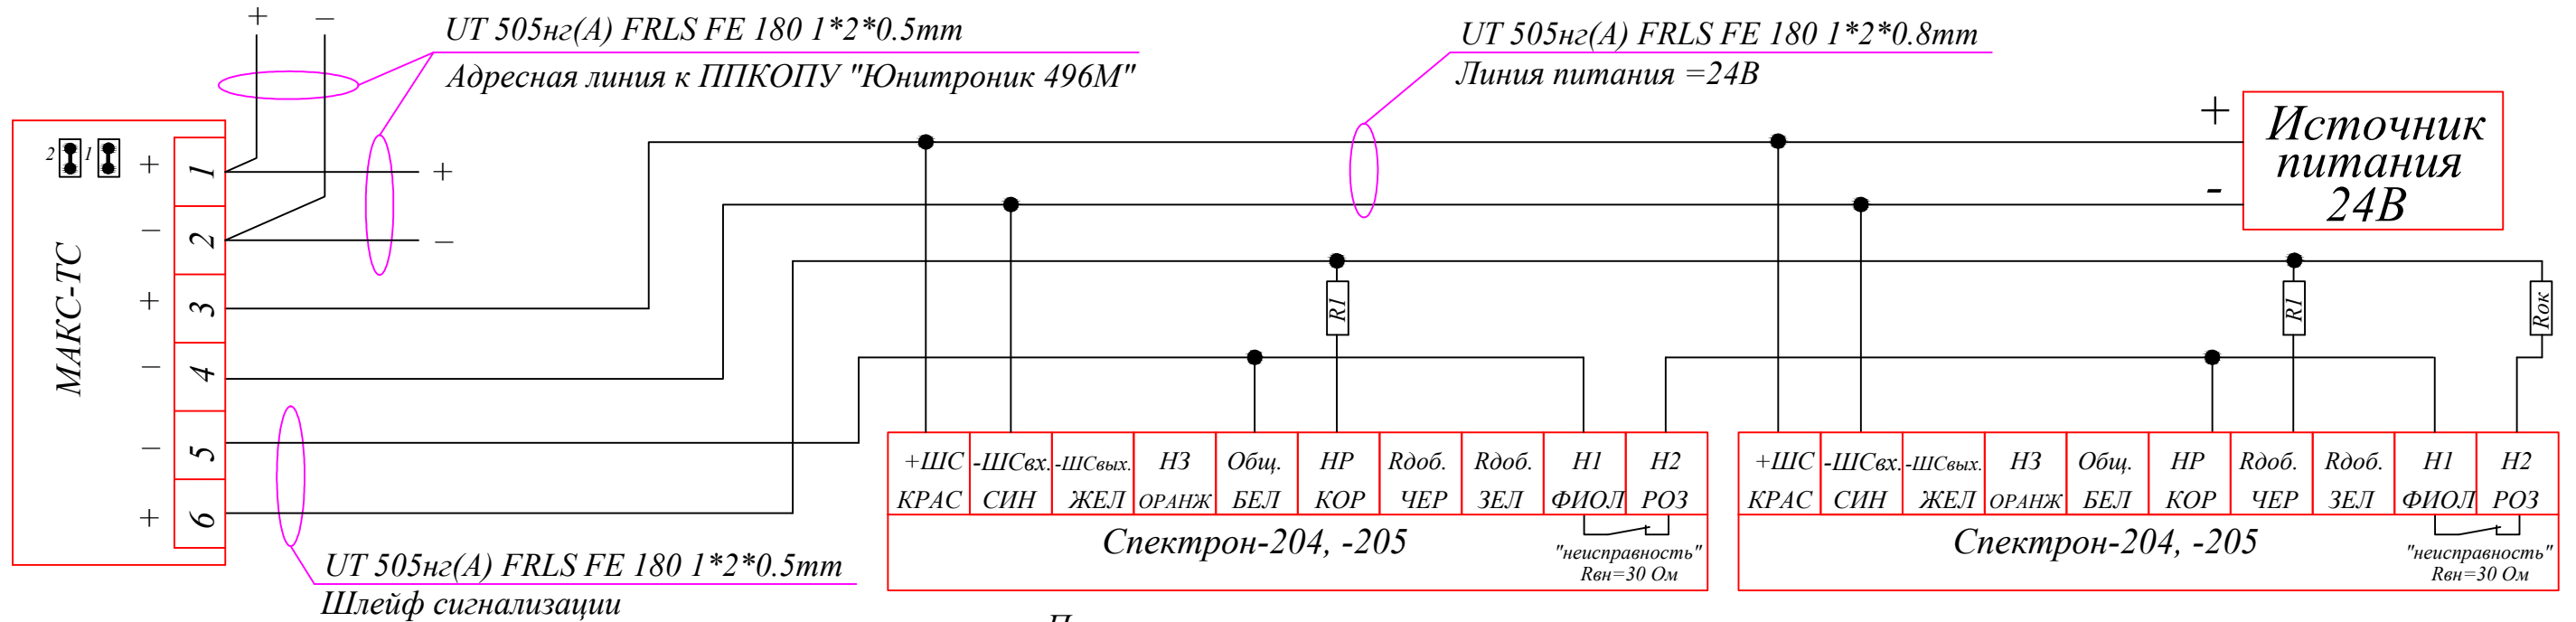 + −
UT 505нг(А) FRLS FE 180 1*2*0.5mm
Адресная линия к ППКОПУ "Юнитроник 496М"
UT 505нг(А) FRLS FE 180 1*2*0.8mm
Линия питания =24В
+
Источник
питания
24В
-
2 1
МАКС-ТС
+ 1 +
− 2 −
+ 3
− 4
− 5
+ 6
R1
R1
Rок
UT 505нг(А) FRLS FE 180 1*2*0.5mm
Шлейф сигнализации
+ШС -ШСвх. -ШСвых. НЗ Общ. НР Rдоб. Rдоб. Н1 Н2
КРАС СИН ЖЕЛ ОРАНЖ БЕЛ КОР ЧЕР ЗЕЛ ФИОЛ РОЗ
Спектрон-204, -205
"неисправность"
Rвн=30 Ом
+ШС -ШСвх. -ШСвых. НЗ Общ. НР Rдоб. Rдоб. Н1 Н2
КРАС СИН ЖЕЛ ОРАНЖ БЕЛ КОР ЧЕР ЗЕЛ ФИОЛ РОЗ
Спектрон-204, -205
"неисправность"
Rвн=30 Ом